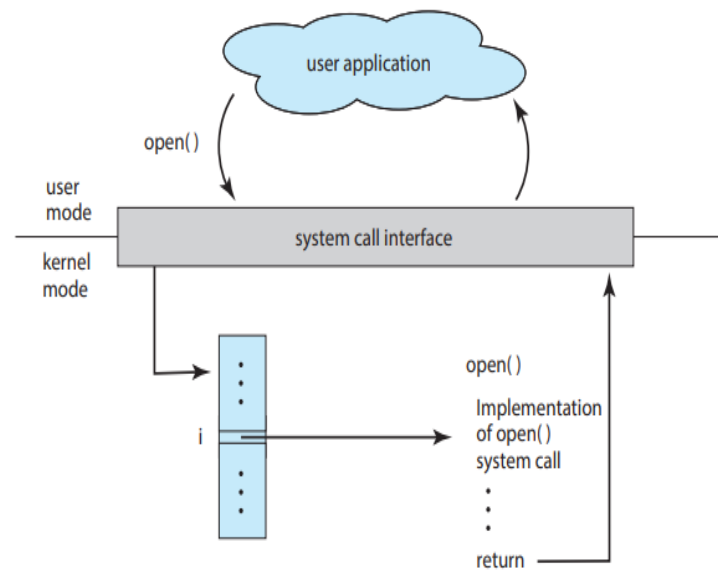 user application
open( )
user
mode
system call interface
kernel
mode
open( )
Implementation
of open( )
system call
i
return